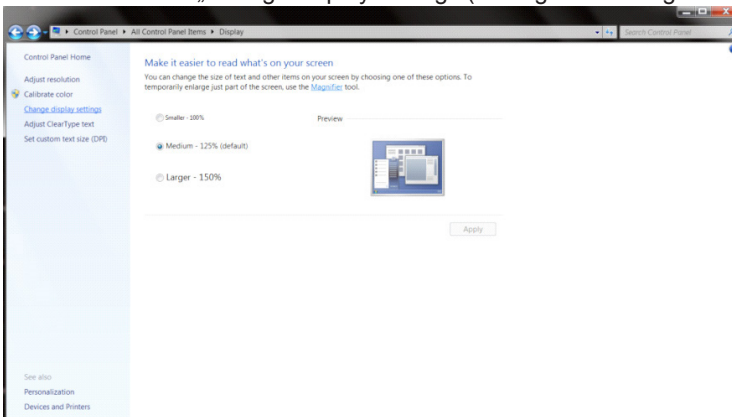 „Change display settings“ (
Control Panel ▸ All Control Panel Items ▸ Display
Search Control Panel
Control Panel Home
Adjust resolution
Calibrate color
Change display settings
Adjust ClearType text
Set custom text size (DPI)
Make it easier to read what's on your screen
You can change the size of text and other items on your screen by choosing one of these options. To
temporarily enlarge just part of the screen, use the Magnifier tool.
Smaller - 100%
Preview
Medium - 125% (default)
Larger - 150%
Apply
See also
Personalization
Devices and Printers